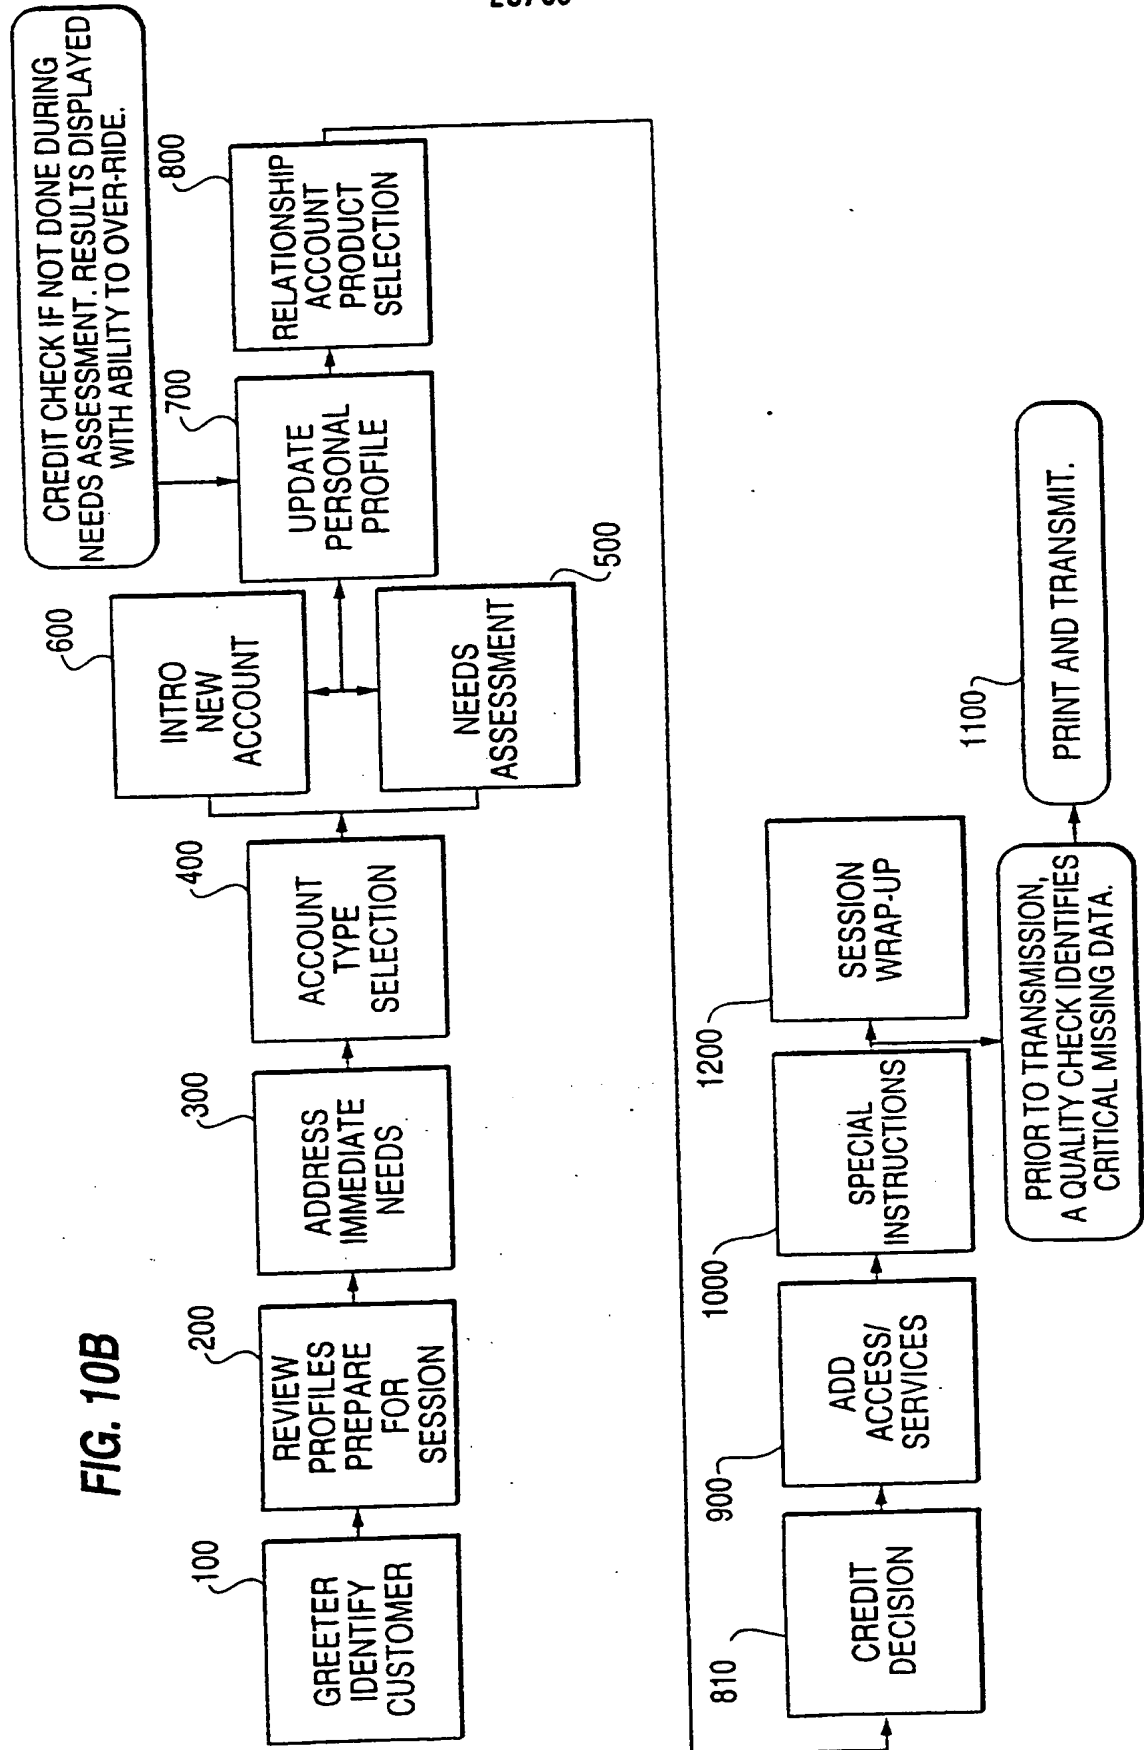 FIG. 10B
100
GREETER
IDENTIFY
CUSTOMER
200
REVIEW
PROFILES
PREPARE
FOR
SESSION
300
ADDRESS
IMMEDIATE
NEEDS
400
ACCOUNT
TYPE
SELECTION
600
INTRO
NEW
ACCOUNT
NEEDS
ASSESSMENT
500
CREDIT CHECK IF NOT DONE DURING
NEEDS ASSESSMENT. RESULTS DISPLAYED
WITH ABILITY TO OVER-RIDE.
700
UPDATE
PERSONAL
PROFILE
800
RELATIONSHIP
ACCOUNT
PRODUCT
SELECTION
810
CREDIT
DECISION
900
ADD
ACCESS/
SERVICES
1000
SPECIAL
INSTRUCTIONS
1200
SESSION
WRAP-UP
PRIOR TO TRANSMISSION,
A QUALITY CHECK IDENTIFIES
CRITICAL MISSING DATA.
1100
PRINT AND TRANSMIT.